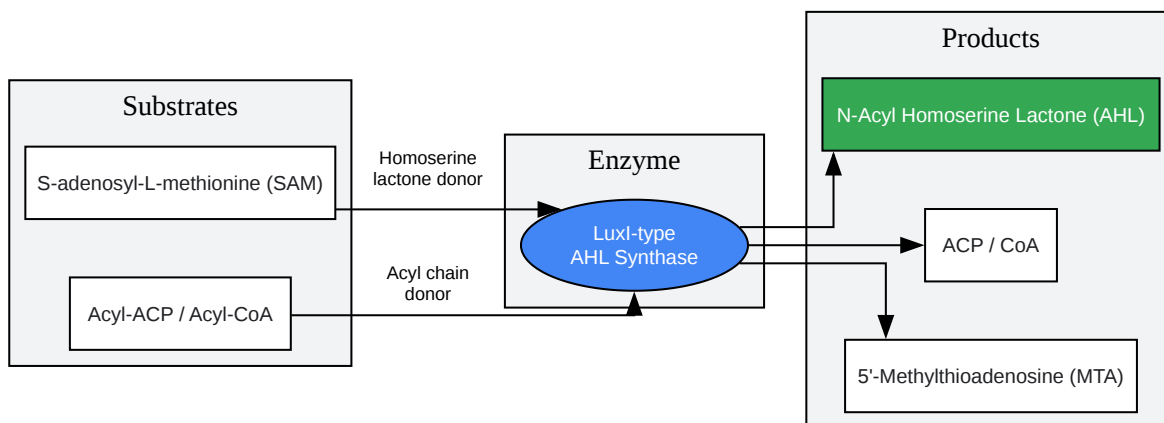 Substrates
S-adenosyl-L-methionine (SAM)
Acyl-ACP / Acyl-CoA
Homoserine
lactone donor
Acyl chain
donor
Enzyme
LuxI-type
AHL Synthase
Products
N-Acyl Homoserine Lactone (AHL)
ACP / CoA
5'-Methylthioadenosine (MTA)